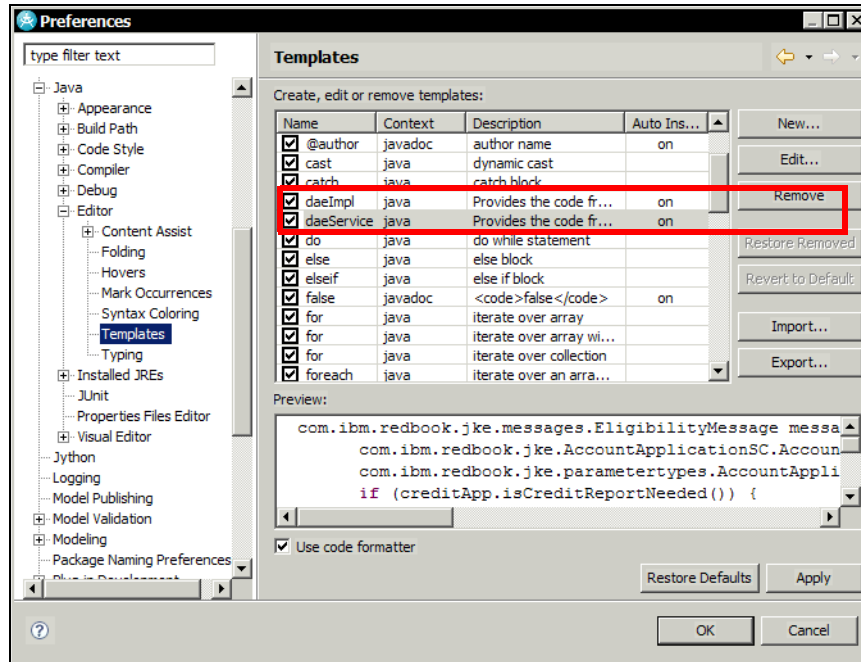 Preferences
type filter text
Templates
Java
Appearance
Build Path
Code Style
Compiler
Debug
Editor
Content Assist
Folding
Hovers
Mark Occurrences
Syntax Coloring
Templates
Typing
Installed JREs
JUnit
Properties Files Editor
Visual Editor
Jython
Logging
Model Publishing
Model Validation
Modeling
Package Naming Preferences
Plug-in Development
Create, edit or remove templates:
Name Context Description Auto Ins...
@author javadoc author name on
cast java dynamic cast
catch java catch block
daeImpl java Provides the code fr... on
daeService java Provides the code fr... on
do java do while statement
else java else block
elseif java else if block
false javadoc <code>false</code> on
for java iterate over array
for java iterate over array wi...
for java iterate over collection
foreach java iterate over an arra...
New...
Edit...
Remove
Restore Removed
Revert to Default
Import...
Export...
Preview:
com.ibm.redbook.jke.messages.EligibilityMessage messa
com.ibm.redbook.jke.AccountApplicationSC.Accoun
com.ibm.redbook.jke.parametertypes.AccountAppli
if (creditApp.isCreditReportNeeded()) {
Use code formatter
Restore Defaults Apply
? OK Cancel